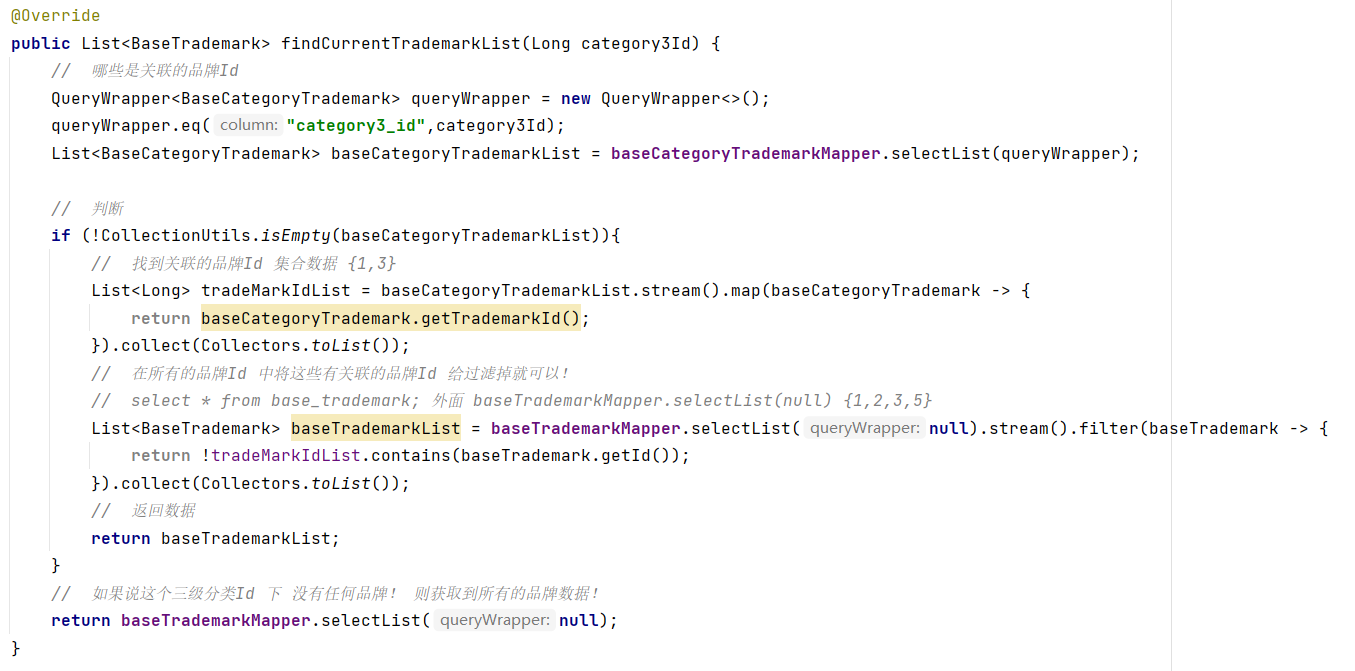 @Override
public List<BaseTrademark> findCurrentTrademarkList(Long category3Id) {
    //  哪些是关联的品牌Id
    QueryWrapper<BaseCategoryTrademark> queryWrapper = new QueryWrapper<>();
    queryWrapper.eq( column: "category3_id",category3Id);
    List<BaseCategoryTrademark> baseCategoryTrademarkList = baseCategoryTrademarkMapper.selectList(queryWrapper);
    //  判断
    if (!CollectionUtils.isEmpty(baseCategoryTrademarkList)){
        //  找到关联的品牌Id 集合数据 {1,3}
        List<Long> tradeMarkIdList = baseCategoryTrademarkList.stream().map(baseCategoryTrademark -> {
            return baseCategoryTrademark.getTrademarkId();
        }).collect(Collectors.toList());
        //  在所有的品牌Id 中将这些有关联的品牌Id 给过滤掉就可以！
        //  select * from base_trademark; 外面 baseTrademarkMapper.selectList(null) {1,2,3,5}
        List<BaseTrademark> baseTrademarkList = baseTrademarkMapper.selectList( queryWrapper: null).stream().filter(baseTrademark -> {
            return !tradeMarkIdList.contains(baseTrademark.getId());
        }).collect(Collectors.toList());
        //  返回数据
        return baseTrademarkList;
    }
    //  如果说这个三级分类Id 下 没有任何品牌！ 则获取到所有的品牌数据！
    return baseTrademarkMapper.selectList( queryWrapper: null);
}